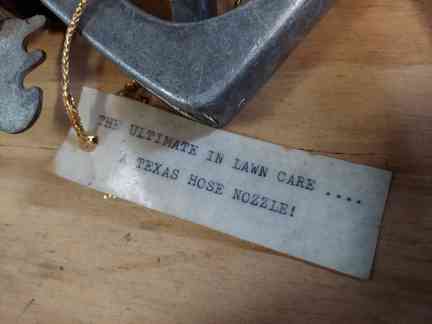 THE ULTIMATE IN LAWN CARE ....
A TEXAS HOSE NOZZLE!